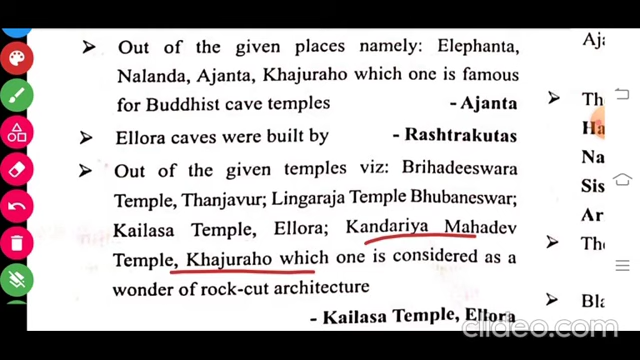 ➢ Out of the given places namely: Elephanta,
Nalanda, Ajanta, Khajuraho which one is famous
for Buddhist cave temples - Ajanta
➢ Ellora caves were built by - Rashtrakutas
➢ Out of the given temples viz: Brihadeeswara
Temple, Thanjavur; Lingaraja Temple Bhubaneswar;
Kailasa Temple, Ellora; Kandariya Mahadev
Temple, Khajuraho which one is considered as a
wonder of rock-cut architecture
- Kailasa Temple, Ellora
Aja
➢ Th
Ha
Na
Sis
Ar
➢ The
➢ Bla
clideo.com